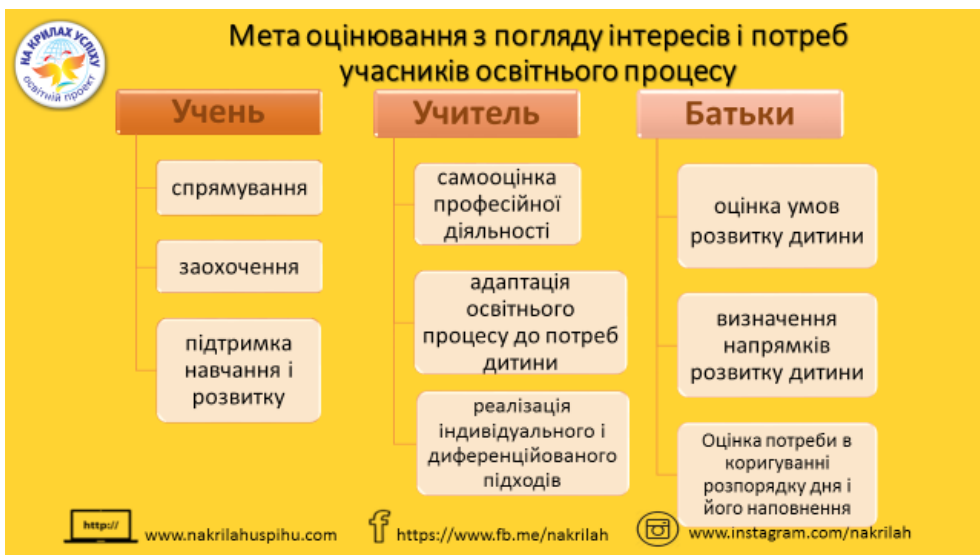 НА КРИЛАХ УСПІХУ
освітній проект
Мета оцінювання з погляду інтересів і потреб
учасників освітнього процесу
Учень
спрямування
заохочення
підтримка
навчання і
розвитку
Учитель
самооцінка
професійної
діяльності
адаптація
освітнього
процесу до потреб
дитини
реалізація
індивідуального і
диференційованого
підходів
Батьки
оцінка умов
розвитку дитини
визначення
напрямків
розвитку дитини
Оцінка потреби в
коригуванні
розпорядку дня і
його наповнення
http://
www.nakrilahuspihu.com
f
https://www.fb.me/nakrilah
www.instagram.com/nakrilah